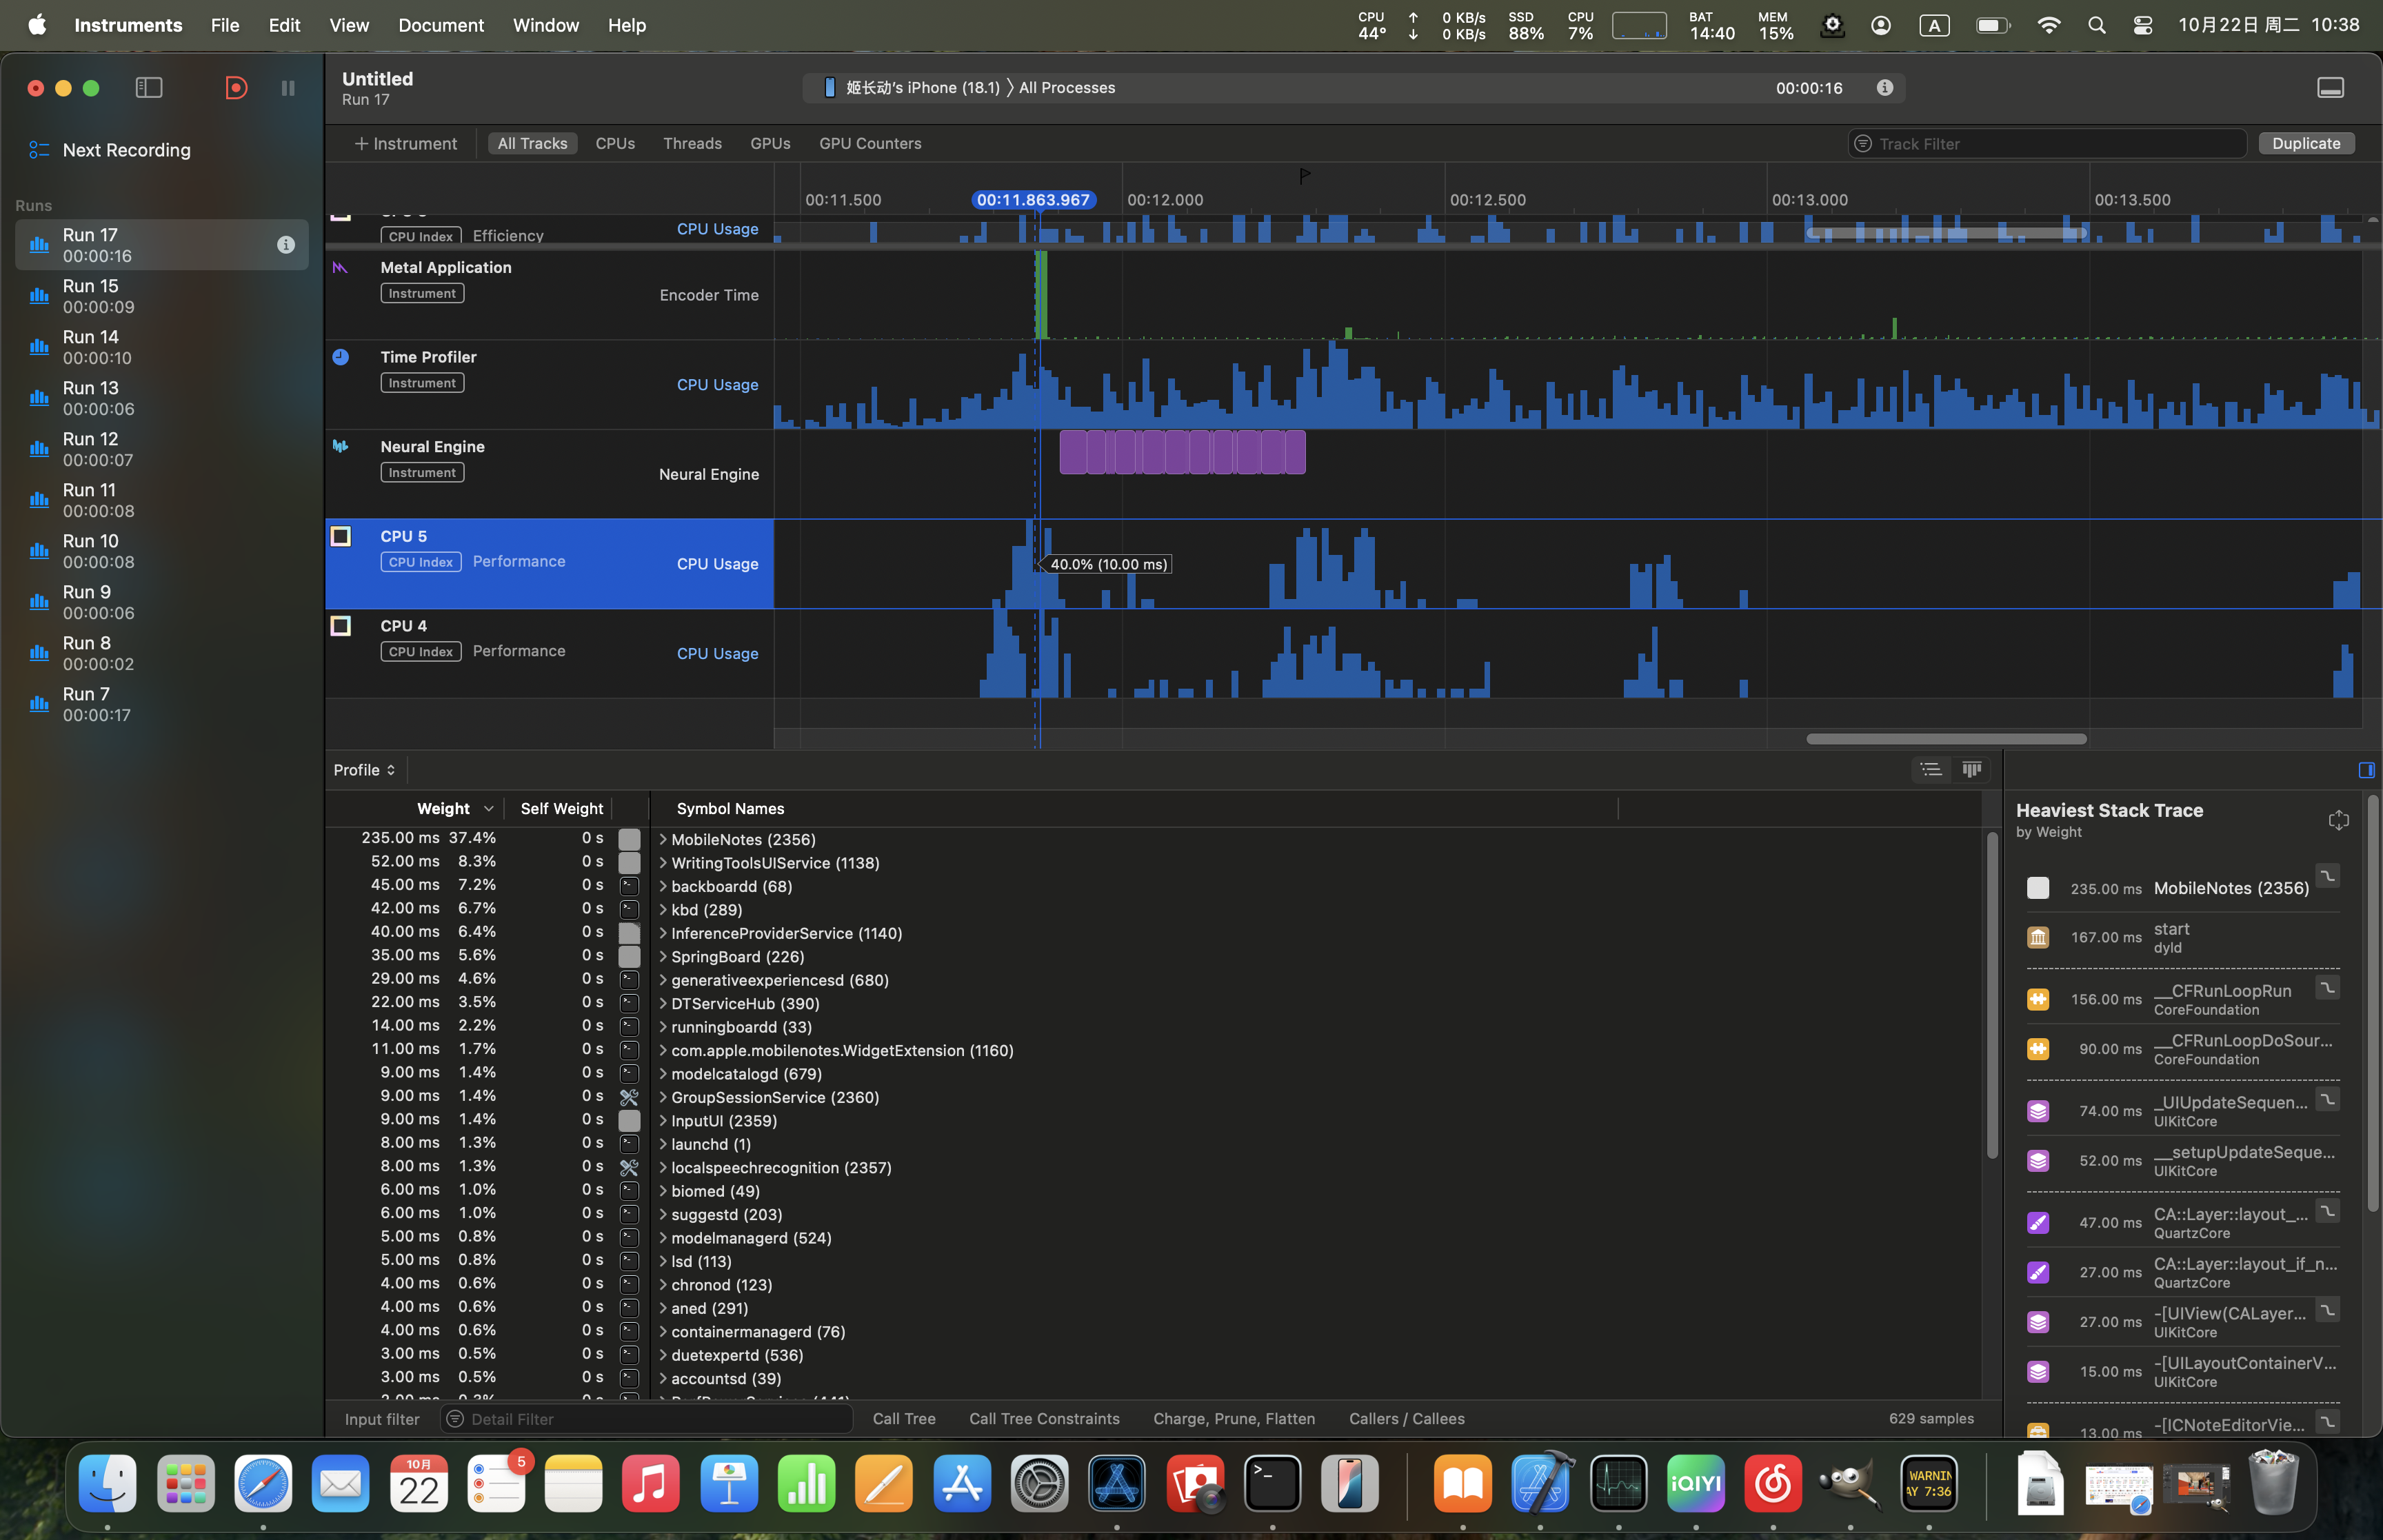 Instruments File Edit View Document Window Help
CPU 44° 0 KB/s 0 KB/s SSD 88% CPU 7% BAT 14:40 MEM 15% A 10月22日 周二 10:38
Untitled
Run 17
姬长动's iPhone (18.1) 〉All Processes 00:00:16
Next Recording
+ Instrument All Tracks CPUs Threads GPUs GPU Counters Track Filter Duplicate
Runs
Run 17
00:00:16
Run 15
00:00:09
Run 14
00:00:10
Run 13
00:00:06
Run 12
00:00:07
Run 11
00:00:08
Run 10
00:00:08
Run 9
00:00:06
Run 8
00:00:02
Run 7
00:00:17
00:11.500 00:11.863.967 00:12.000 00:12.500 00:13.000 00:13.500
CPU Index Efficiency CPU Usage
Metal Application
Instrument Encoder Time
Time Profiler
Instrument CPU Usage
Neural Engine
Instrument Neural Engine
CPU 5
CPU Index Performance CPU Usage
40.0% (10.00 ms)
CPU 4
CPU Index Performance CPU Usage
Profile
Weight Self Weight Symbol Names
235.00 ms 37.4% 0 s MobileNotes (2356)
52.00 ms 8.3% 0 s WritingToolsUIService (1138)
45.00 ms 7.2% 0 s backboardd (68)
42.00 ms 6.7% 0 s kbd (289)
40.00 ms 6.4% 0 s InferenceProviderService (1140)
35.00 ms 5.6% 0 s SpringBoard (226)
29.00 ms 4.6% 0 s generativeexperiencesd (680)
22.00 ms 3.5% 0 s DTServiceHub (390)
14.00 ms 2.2% 0 s runningboardd (33)
11.00 ms 1.7% 0 s com.apple.mobilenotes.WidgetExtension (1160)
9.00 ms 1.4% 0 s modelcatalogd (679)
9.00 ms 1.4% 0 s GroupSessionService (2360)
9.00 ms 1.4% 0 s InputUI (2359)
8.00 ms 1.3% 0 s launchd (1)
8.00 ms 1.3% 0 s localspeechrecognition (2357)
6.00 ms 1.0% 0 s biomed (49)
6.00 ms 1.0% 0 s suggestd (203)
5.00 ms 0.8% 0 s modelmanagerd (524)
5.00 ms 0.8% 0 s lsd (113)
4.00 ms 0.6% 0 s chronod (123)
4.00 ms 0.6% 0 s aned (291)
4.00 ms 0.6% 0 s containermanagerd (76)
3.00 ms 0.5% 0 s duetexpertd (536)
3.00 ms 0.5% 0 s accountsd (39)
Heaviest Stack Trace
by Weight
235.00 ms MobileNotes (2356)
167.00 ms start
dyld
156.00 ms __CFRunLoopRun
CoreFoundation
90.00 ms __CFRunLoopDoSour...
CoreFoundation
74.00 ms _UIUpdateSequen...
UIKitCore
52.00 ms __setupUpdateSeque...
UIKitCore
47.00 ms CA::Layer::layout_...
QuartzCore
27.00 ms CA::Layer::layout_if_n...
QuartzCore
27.00 ms -[UIView(CALayer...
UIKitCore
15.00 ms -[UILayoutContainerV...
UIKitCore
13.00 ms -[ICNoteEditorVie...
Input filter Detail Filter Call Tree Call Tree Constraints Charge, Prune, Flatten Callers / Callees 629 samples
10月
22
5
iQIYI
WARNIN
AY 7:36